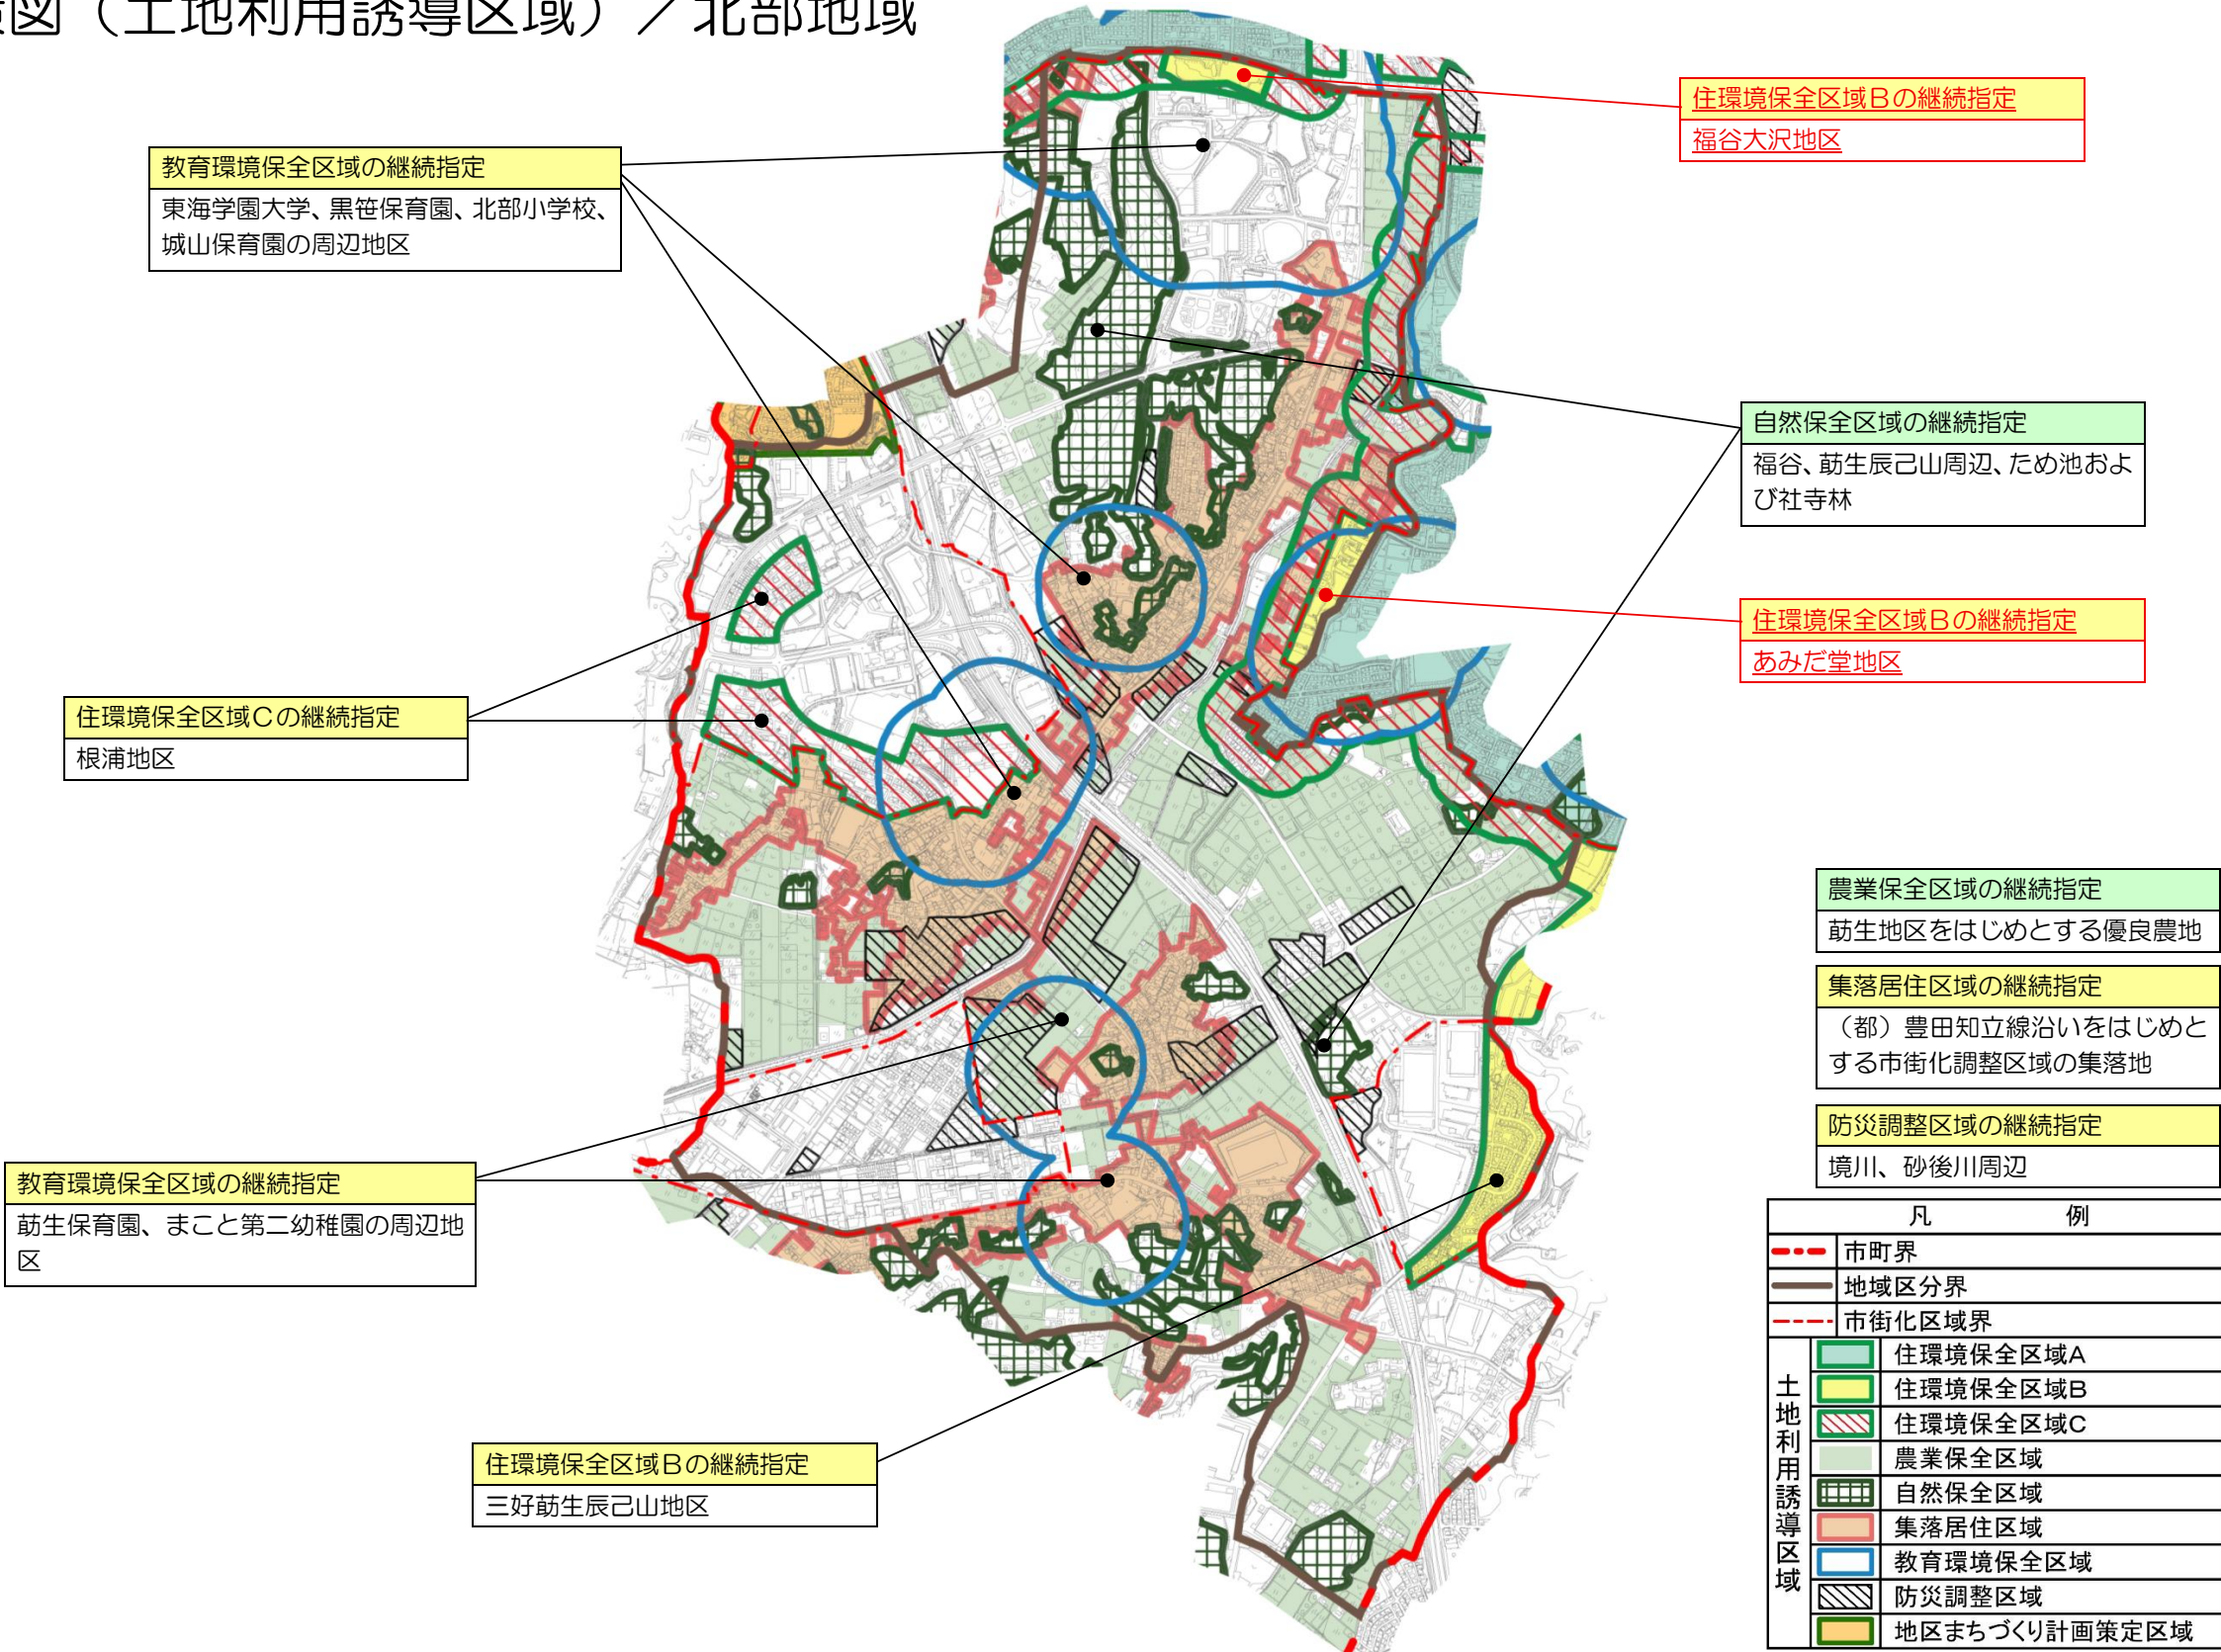 図（土地利用誘導区域）／北部地域
住環境保全区域Ｂの継続指定
福谷大沢地区
教育環境保全区域の継続指定
東海学園大学、黒笹保育園、北部小学校、
城山保育園の周辺地区
自然保全区域の継続指定
福谷、莇生辰己山周辺、ため池およ
び社寺林
住環境保全区域Ｂの継続指定
あみだ堂地区
住環境保全区域Ｃの継続指定
根浦地区
農業保全区域の継続指定
莇生地区をはじめとする優良農地
集落居住区域の継続指定
（都）豊田知立線沿いをはじめと
する市街化調整区域の集落地
防災調整区域の継続指定
境川、砂後川周辺
教育環境保全区域の継続指定
莇生保育園、まこと第二幼稚園の周辺地
区
住環境保全区域Ｂの継続指定
三好莇生辰己山地区
凡　例
市町界
地域区分界
市街化区域界
土地利用誘導区域
住環境保全区域A
住環境保全区域B
住環境保全区域C
農業保全区域
自然保全区域
集落居住区域
教育環境保全区域
防災調整区域
地区まちづくり計画策定区域